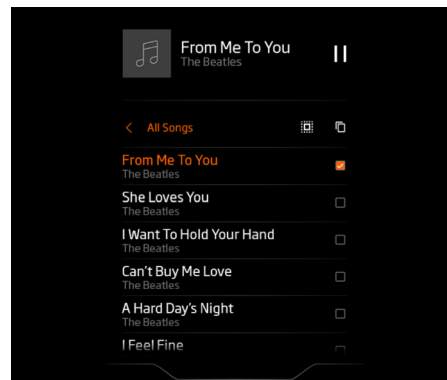 From Me To You
The Beatles
All Songs
From Me To You
The Beatles
She Loves You
The Beatles
I Want To Hold Your Hand
The Beatles
Can't Buy Me Love
The Beatles
A Hard Day's Night
The Beatles
I Feel Fine